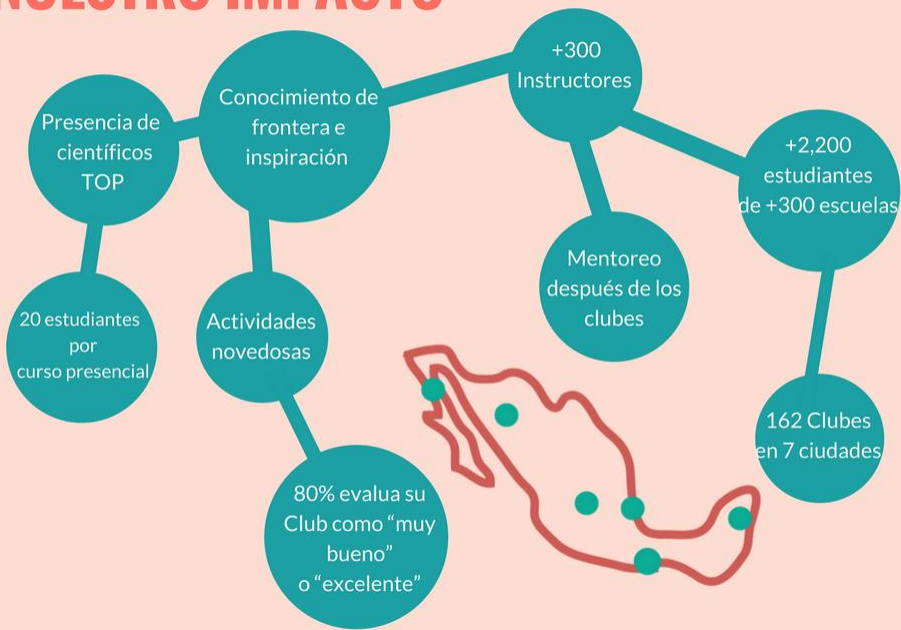 NUESTRO IMPACTO
Presencia de
científicos
TOP
Conocimiento de
frontera e
inspiración
+300
Instructores
+2,200
estudiantes
de +300 escuelas
20 estudiantes
por
curso presencial
Actividades
novedosas
Mentoreo
después de los
clubes
162 Clubes
en 7 ciudades
80% evalua su
Club como “muy
bueno”
o “excelente”